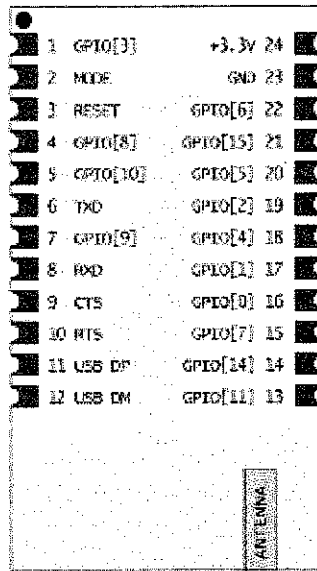 1 GPIO[3] +3.3V 24
2 MODE GND 23
3 RESET GPIO[6] 22
4 GPIO[8] GPIO[15] 21
5 GPIO[10] GPIO[5] 20
6 TXD GPIO[2] 19
7 GPIO[9] GPIO[4] 18
8 RXD GPIO[1] 17
9 CTS GPIO[0] 16
10 RTS GPIO[7] 15
11 USB DP GPIO[14] 14
12 USB DM GPIO[11] 13
ANTENNA